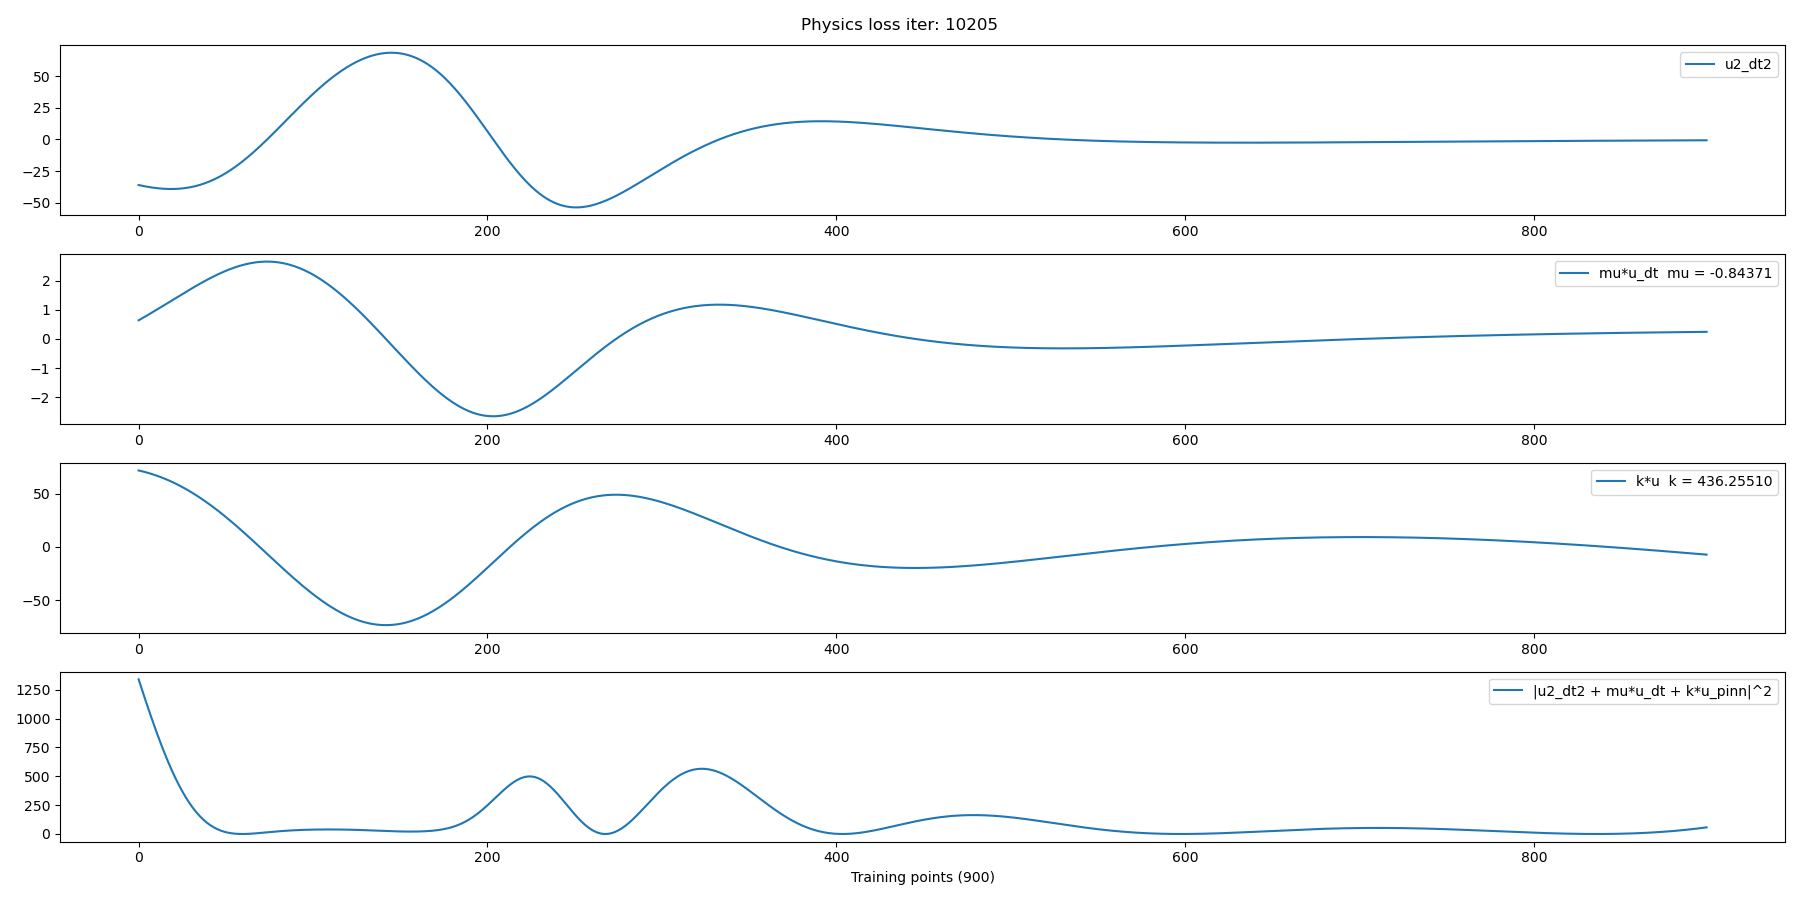 Physics loss iter: 10205
50
25
0
−25
−50
u2_dt2
0 200 400 600 800
2
1
0
−1
−2
mu*u_dt  mu = -0.84371
0 200 400 600 800
50
0
−50
k*u  k = 436.25510
0 200 400 600 800
1250
1000
750
500
250
0
|u2_dt2 + mu*u_dt + k*u_pinn|^2
0 200 400 600 800
Training points (900)